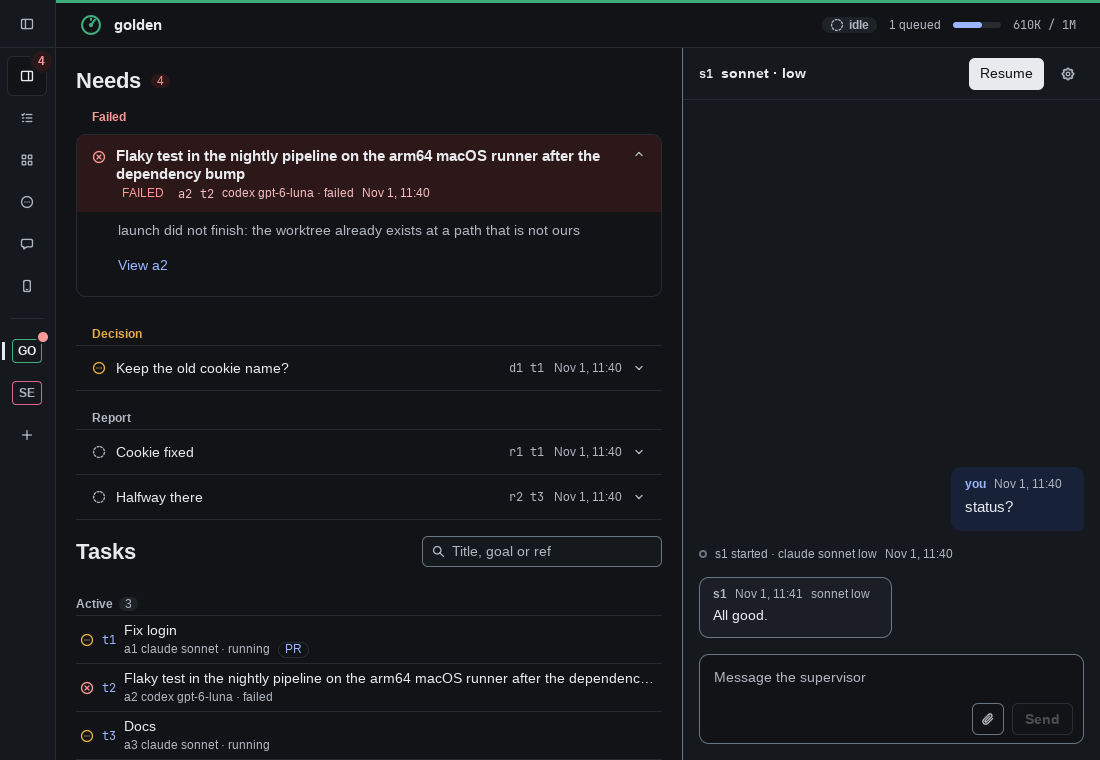 golden
idle
1 queued
610K / 1M
4
GO
SE
Needs 4
Failed
Flaky test in the nightly pipeline on the arm64 macOS runner after the
dependency bump
FAILED a2 t2 codex gpt-6-luna · failed Nov 1, 11:40
launch did not finish: the worktree already exists at a path that is not ours
View a2
Decision
Keep the old cookie name? d1 t1 Nov 1, 11:40
Report
Cookie fixed r1 t1 Nov 1, 11:40
Halfway there r2 t3 Nov 1, 11:40
Tasks
Title, goal or ref
Active 3
t1 Fix login
a1 claude sonnet · running PR
t2 Flaky test in the nightly pipeline on the arm64 macOS runner after the dependenc…
a2 codex gpt-6-luna · failed
t3 Docs
a3 claude sonnet · running
s1 sonnet · low
Resume
you Nov 1, 11:40
status?
s1 started · claude sonnet low Nov 1, 11:40
s1 Nov 1, 11:41 sonnet low
All good.
Message the supervisor
Send